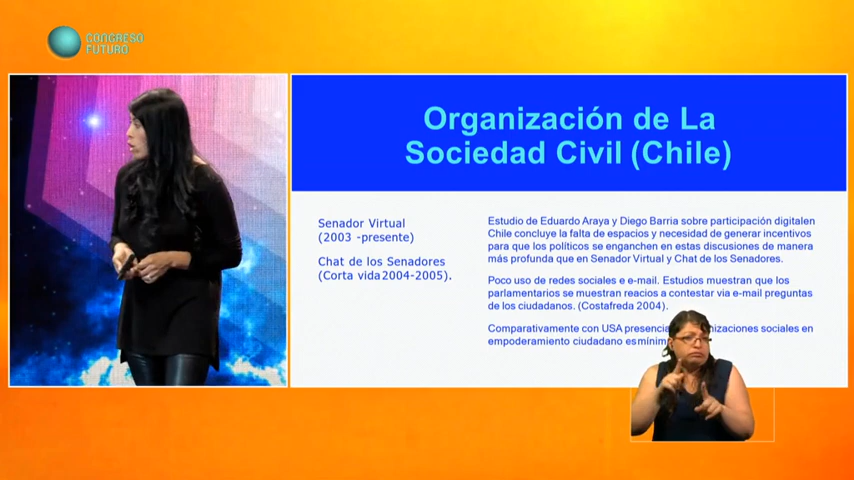 CONGRESO
FUTURO
Organización de La
Sociedad Civil (Chile)
Senador Virtual
(2003 -presente)
Chat de los Senadores
(Corta vida2004-2005).
Estudio de Eduardo Araya y Diego Barria sobre participación digitalen
Chile concluye la falta de espacios y necesidad de generar incentivos
para que los políticos se enganchen en estas discusiones de manera
más profunda que en Senador Virtual y Chat de los Senadores.
Poco uso de redes sociales e e-mail. Estudios muestran que los
parlamentarios se muestran reacios a contestar via e-mail preguntas
de los ciudadanos. (Costafreda 2004).
Comparativamente con USA sociales en
empoderamiento ciudadano es